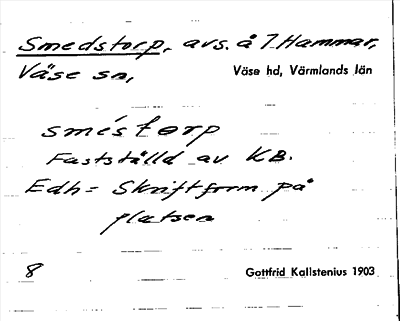 Smedstorp, avs. å 7 Hammar,
Väse sn, Väse hd, Värmlands län
smèstorp
Fastställd av KB.
Edh = Skriftform på
platsen
8 Gottfrid Kallstenius 1903